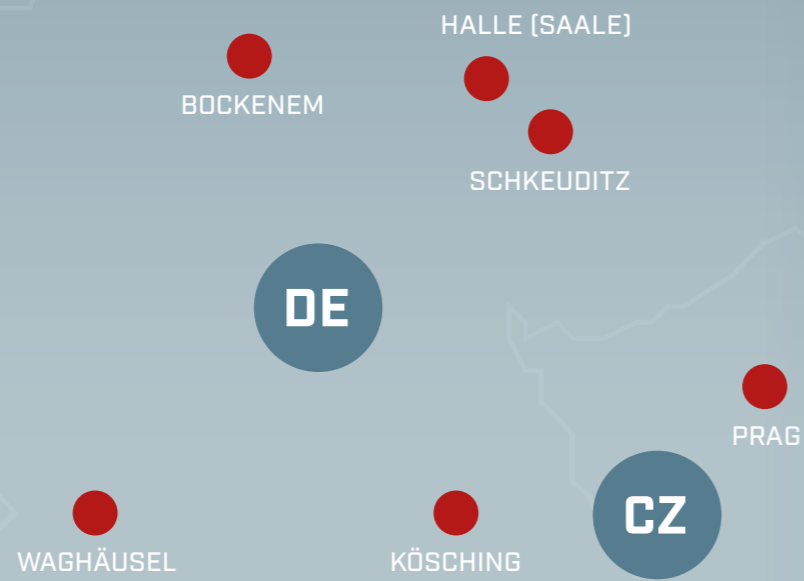 HALLE (SAALE)
BOCKENEM
SCHKEUDITZ
DE
PRAG
CZ
WAGHÄUSEL
KÖSCHING